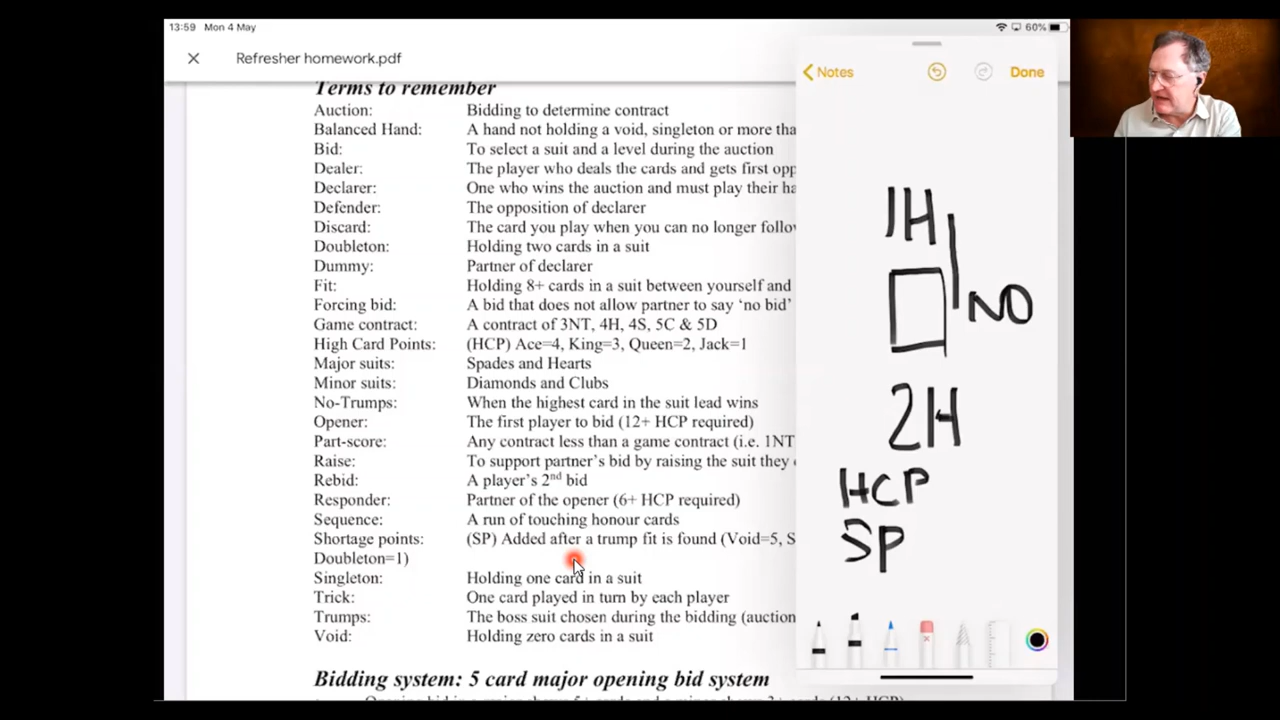 13:59 Mon 4 May
60%
Refresher homework.pdf
Terms to remember
Auction: Bidding to determine contract
Balanced Hand: A hand not holding a void, singleton or more tha
Bid: To select a suit and a level during the auction
Dealer: The player who deals the cards and gets first opp
Declarer: One who wins the auction and must play their ha
Defender: The opposition of declarer
Discard: The card you play when you can no longer follow
Doubleton: Holding two cards in a suit
Dummy: Partner of declarer
Fit: Holding 8+ cards in a suit between yourself and
Forcing bid: A bid that does not allow partner to say ‘no bid’
Game contract: A contract of 3NT, 4H, 4S, 5C & 5D
High Card Points: (HCP) Ace=4, King=3, Queen=2, Jack=1
Major suits: Spades and Hearts
Minor suits: Diamonds and Clubs
No-Trumps: When the highest card in the suit lead wins
Opener: The first player to bid (12+ HCP required)
Part-score: Any contract less than a game contract (i.e. 1NT
Raise: To support partner’s bid by raising the suit they
Rebid: A player’s 2nd bid
Responder: Partner of the opener (6+ HCP required)
Sequence: A run of touching honour cards
Shortage points: (SP) Added after a trump fit is found (Void=5, S
Doubleton=1)
Singleton: Holding one card in a suit
Trick: One card played in turn by each player
Trumps: The boss suit chosen during the bidding (auction
Void: Holding zero cards in a suit
Bidding system: 5 card major opening bid system
Notes
Done
1H
NO
2H
HCP
SP